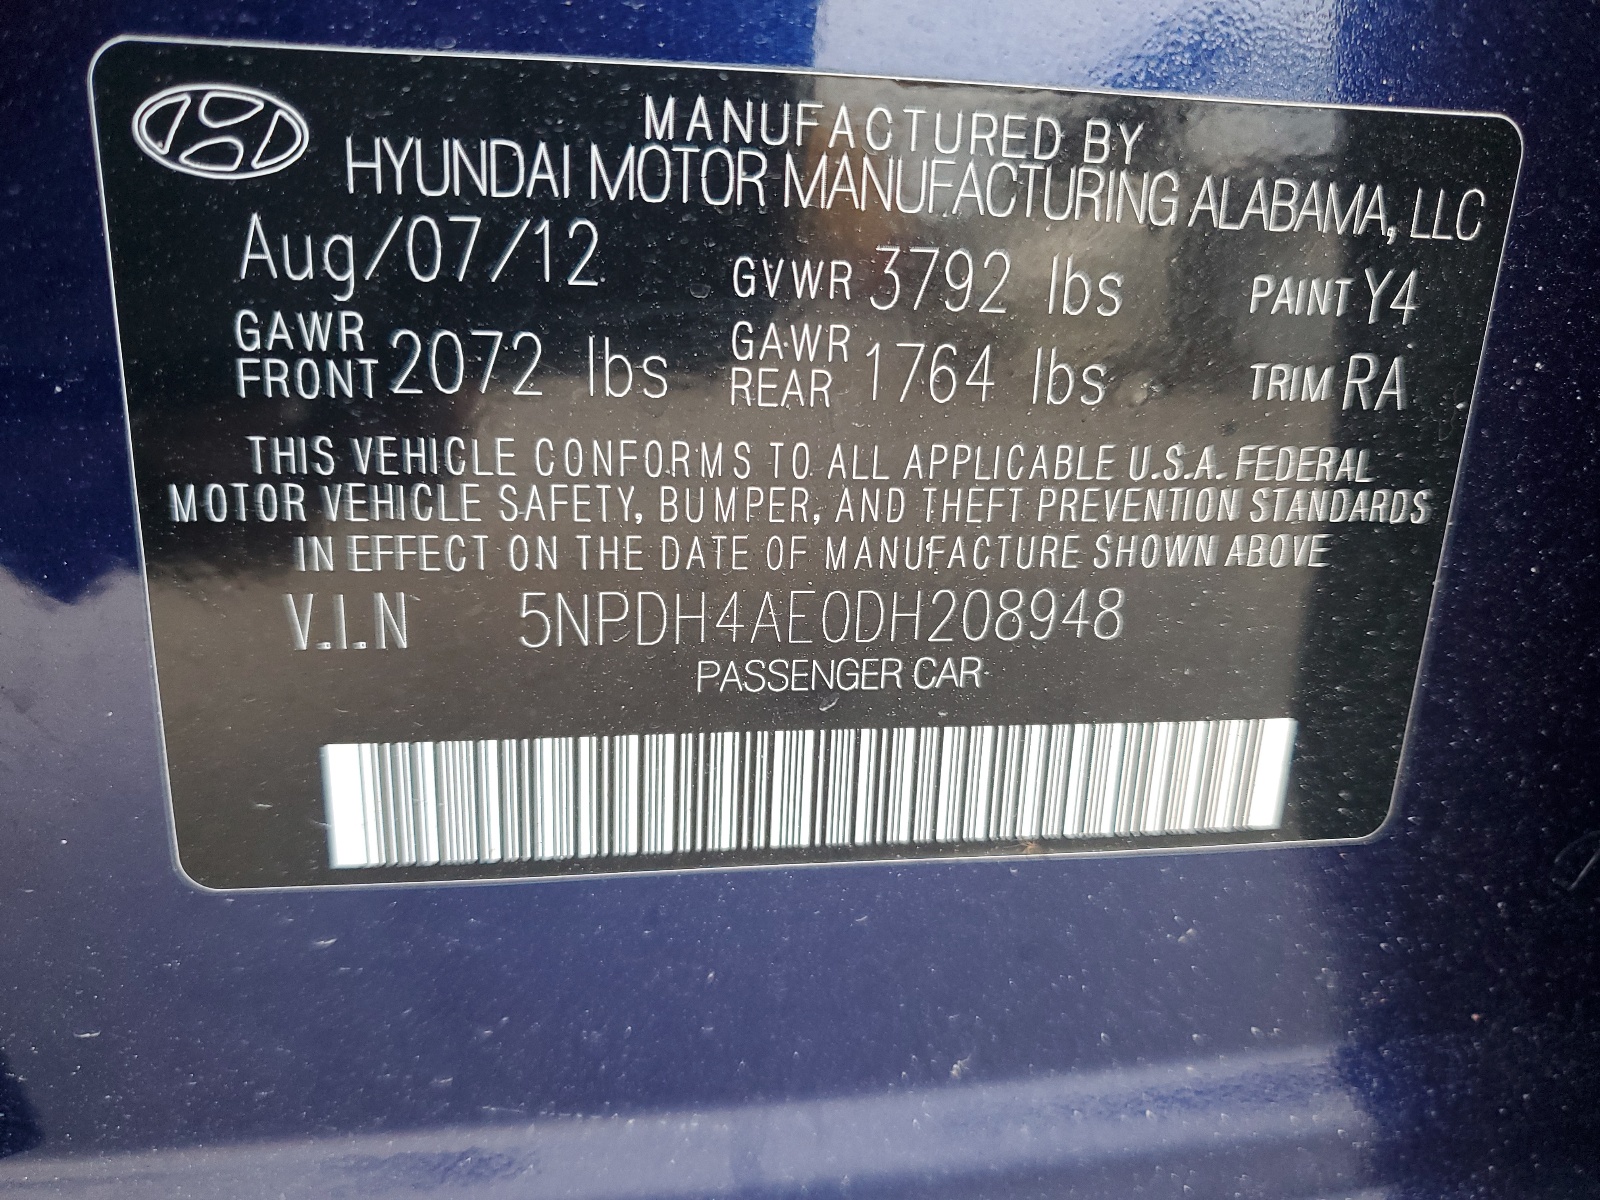 MANUFACTURED BY
HYUNDAI MOTOR MANUFACTURING ALABAMA, LLC
Aug/07/12 GVWR 3792 lbs PAINT Y4
GAWR FRONT 2072 lbs GAWR REAR 1764 lbs TRIM RA
THIS VEHICLE CONFORMS TO ALL APPLICABLE U.S.A. FEDERAL
MOTOR VEHICLE SAFETY, BUMPER, AND THEFT PREVENTION STANDARDS
IN EFFECT ON THE DATE OF MANUFACTURE SHOWN ABOVE
V.I.N 5NPDH4AE0DH208948
PASSENGER CAR